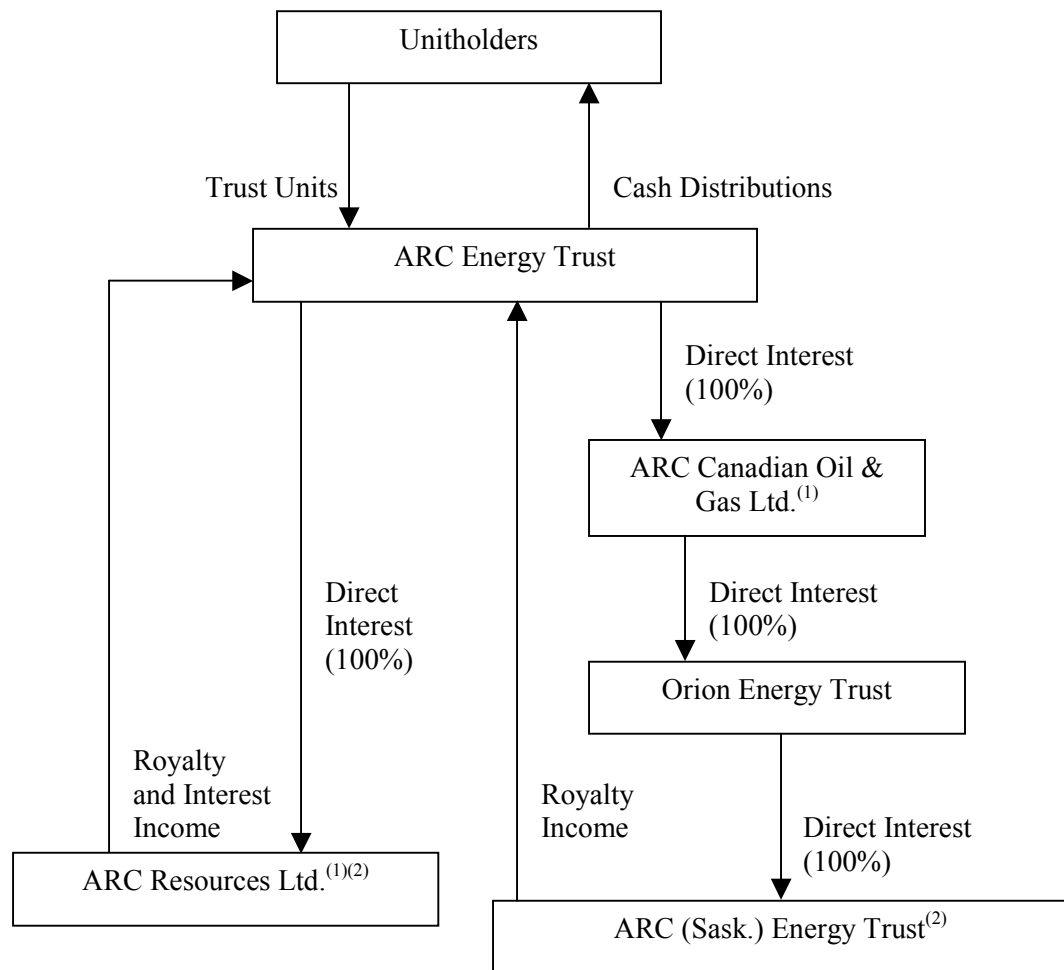 Unitholders
Trust Units
Cash Distributions
ARC Energy Trust
Direct Interest
(100%)
ARC Canadian Oil &
Gas Ltd.(1)
Direct
Interest
(100%)
Direct Interest
(100%)
Orion Energy Trust
Royalty
and Interest
Income
Royalty
Income
Direct Interest
(100%)
ARC Resources Ltd.(1)(2)
ARC (Sask.) Energy Trust(2)